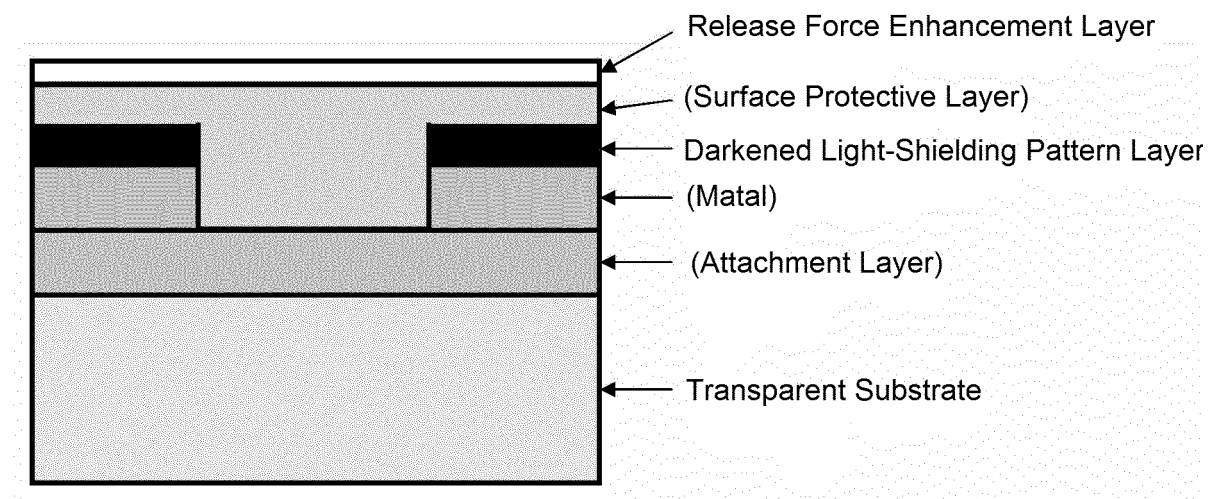 Release Force Enhancement Layer
(Surface Protective Layer)
Darkened Light-Shielding Pattern Layer
(Matal)
(Attachment Layer)
Transparent Substrate